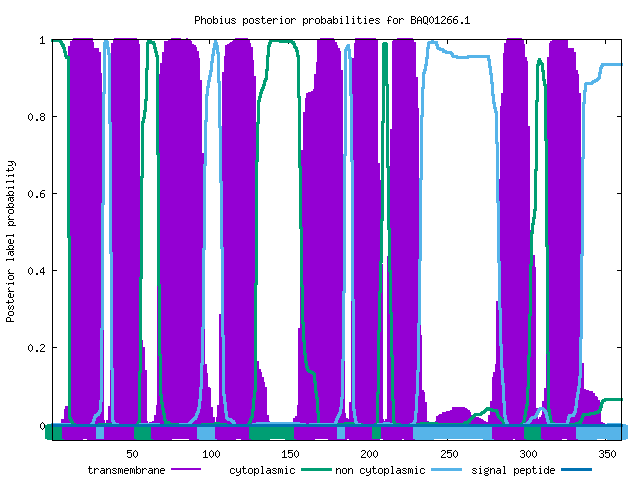 Phobius posterior probabilities for BAQ01266.1
1
0.8
0.6
0.4
0.2
0
Posterior label probability
50 100 150 200 250 300 350
transmembrane cytoplasmic non cytoplasmic signal peptide